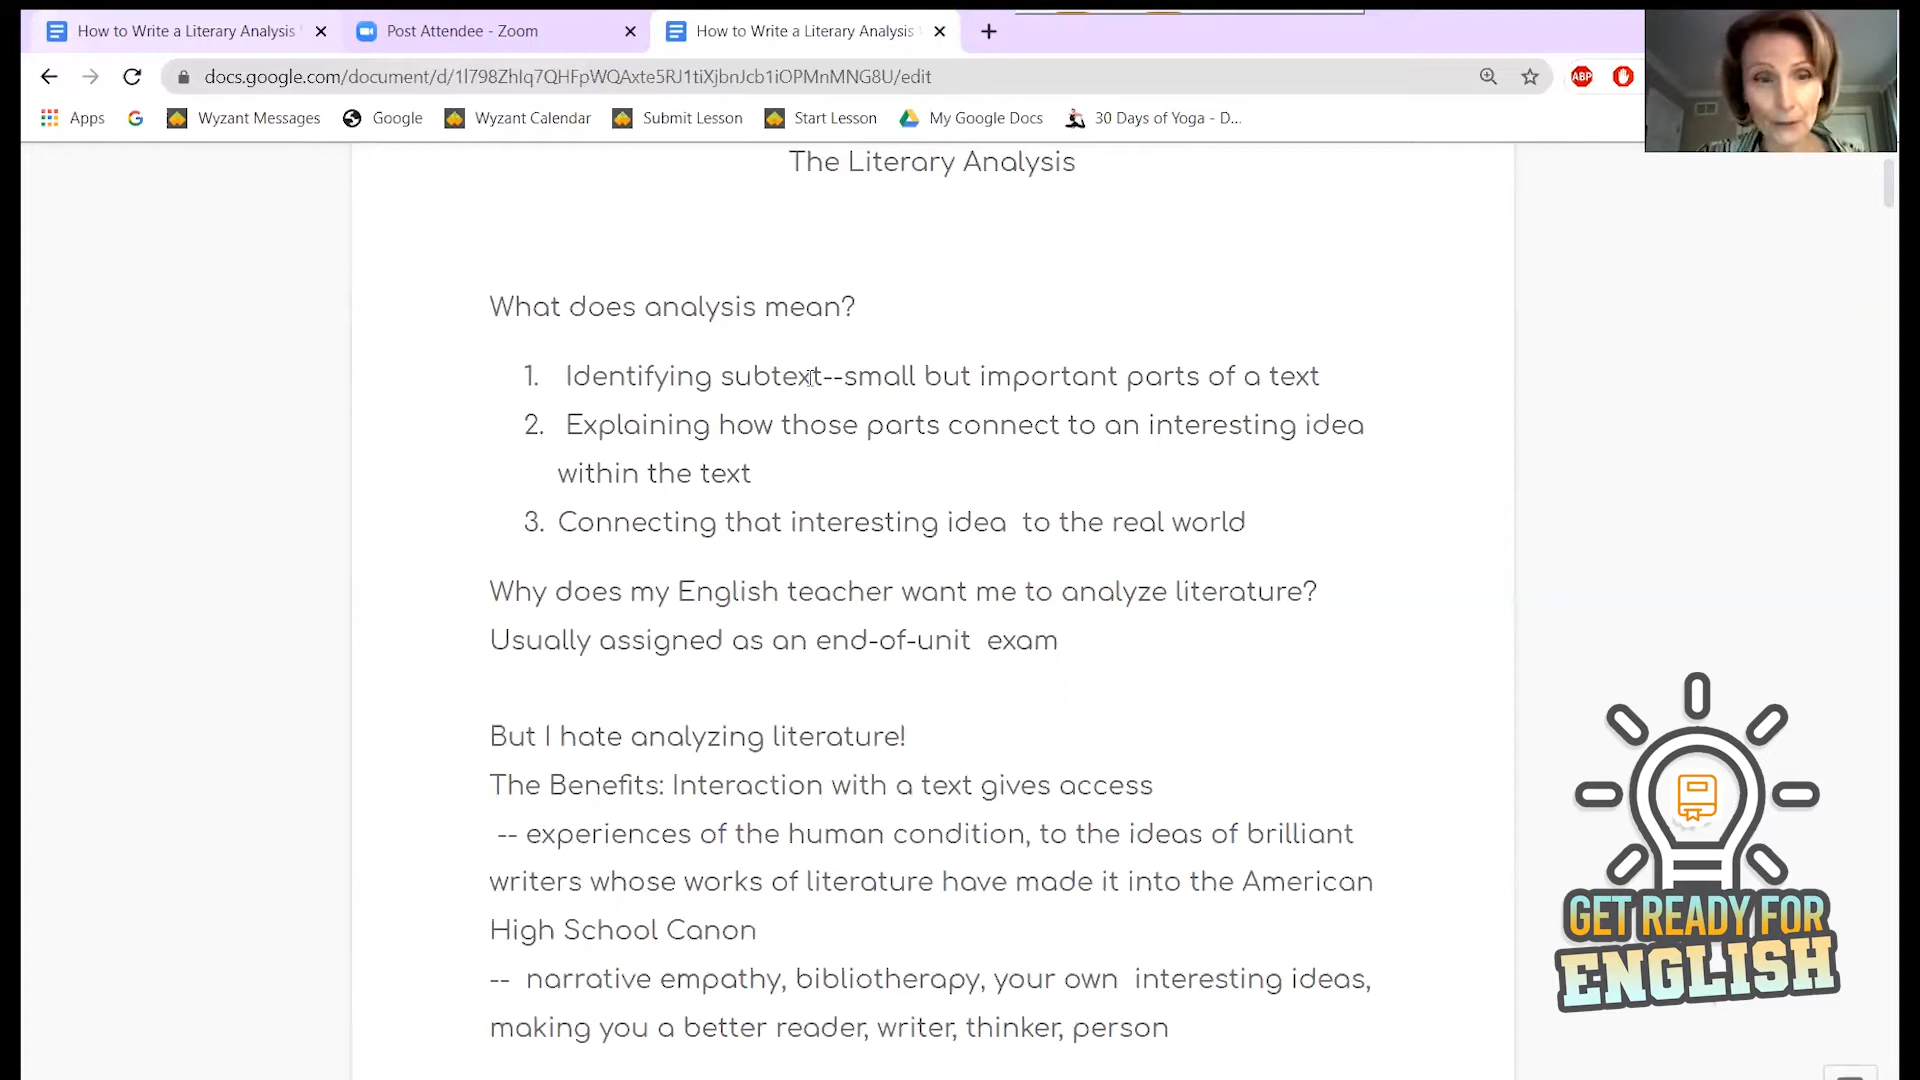 How to Write a Literary Analysis
Post Attendee - Zoom
How to Write a Literary Analysis
docs.google.com/document/d/1l798ZhIq7QHFpWQAxte5RJ1tiXjbnJcb1iOPMnMNG8U/edit
ABP
Apps
Wyzant Messages
Google
Wyzant Calendar
Submit Lesson
Start Lesson
My Google Docs
30 Days of Yoga - D...
The Literary Analysis
What does analysis mean?
1. Identifying subtext--small but important parts of a text
2. Explaining how those parts connect to an interesting idea
within the text
3. Connecting that interesting idea to the real world
Why does my English teacher want me to analyze literature?
Usually assigned as an end-of-unit exam
But I hate analyzing literature!
The Benefits: Interaction with a text gives access
-- experiences of the human condition, to the ideas of brilliant
writers whose works of literature have made it into the American
High School Canon
-- narrative empathy, bibliotherapy, your own interesting ideas,
making you a better reader, writer, thinker, person
GET READY FOR
ENGLISH